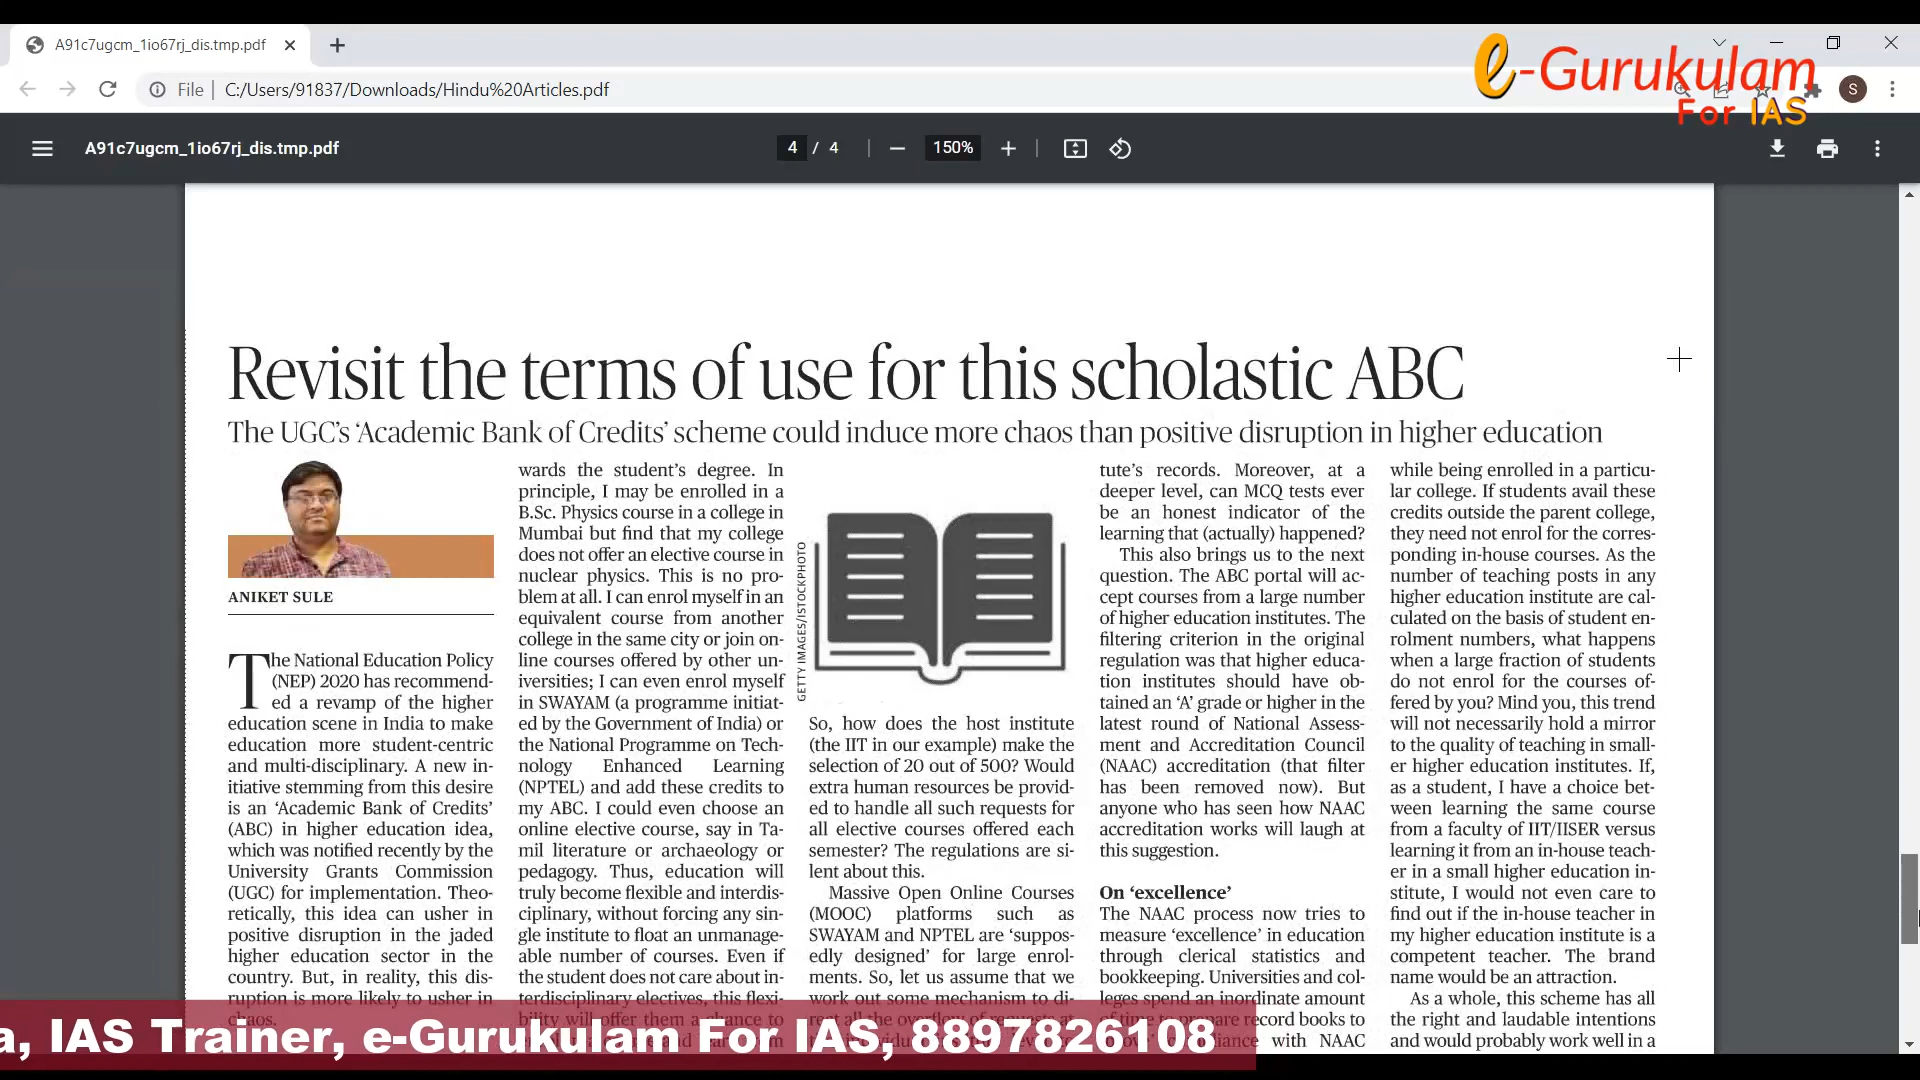 A91c7ugcm_1io67rj_dis.tmp.pdf
File
C:/Users/91837/Downloads/Hindu%20Articles.pdf
S
e-Gurukulam
For IAS
A91c7ugcm_1io67rj_dis.tmp.pdf
4 / 4
150%
Revisit the terms of use for this scholastic ABC
The UGC's 'Academic Bank of Credits' scheme could induce more chaos than positive disruption in higher education
ANIKET SULE
The National Education Policy
(NEP) 2020 has recommend-
ed a revamp of the higher
education scene in India to make
education more student-centric
and multi-disciplinary. A new in-
itiative stemming from this desire
is an 'Academic Bank of Credits'
(ABC) in higher education idea,
which was notified recently by the
University Grants Commission
(UGC) for implementation. Theo-
retically, this idea can usher in
positive disruption in the jaded
higher education sector in the
country. But, in reality, this dis-
ruption is more likely to usher in
chaos.
wards the student's degree. In
principle, I may be enrolled in a
B.Sc. Physics course in a college in
Mumbai but find that my college
does not offer an elective course in
nuclear physics. This is no pro-
blem at all. I can enrol myself in an
equivalent course from another
college in the same city or join on-
line courses offered by other un-
iversities; I can even enrol myself
in SWAYAM (a programme initiat-
ed by the Government of India) or
the National Programme on Tech-
nology Enhanced Learning
(NPTEL) and add these credits to
my ABC. I could even choose an
online elective course, say in Ta-
mil literature or archaeology or
pedagogy. Thus, education will
truly become flexible and interdis-
ciplinary, without forcing any sin-
gle institute to float an unmanage-
able number of courses. Even if
the student does not care about in-
terdisciplinary electives, this flexi-
bility will offer them a chance to
GETTY IMAGES/ISTOCKPHOTO
So, how does the host institute
(the IIT in our example) make the
selection of 20 out of 500? Would
extra human resources be provid-
ed to handle all such requests for
all elective courses offered each
semester? The regulations are si-
lent about this.
Massive Open Online Courses
(MOOC) platforms such as
SWAYAM and NPTEL are 'suppos-
edly designed' for large enrol-
ments. So, let us assume that we
work out some mechanism to di-
rect all the overflow of requests at
tute's records. Moreover, at a
deeper level, can MCQ tests ever
be an honest indicator of the
learning that (actually) happened?
This also brings us to the next
question. The ABC portal will ac-
cept courses from a large number
of higher education institutes. The
filtering criterion in the original
regulation was that higher educa-
tion institutes should have ob-
tained an 'A' grade or higher in the
latest round of National Assess-
ment and Accreditation Council
(NAAC) accreditation (that filter
has been removed now). But
anyone who has seen how NAAC
accreditation works will laugh at
this suggestion.
On 'excellence'
The NAAC process now tries to
measure 'excellence' in education
through clerical statistics and
bookkeeping. Universities and col-
leges spend an inordinate amount
of time to prepare record books to
with NAAC
while being enrolled in a particu-
lar college. If students avail these
credits outside the parent college,
they need not enrol for the corres-
ponding in-house courses. As the
number of teaching posts in any
higher education institute are cal-
culated on the basis of student en-
rolment numbers, what happens
when a large fraction of students
do not enrol for the courses of-
fered by you? Mind you, this trend
will not necessarily hold a mirror
to the quality of teaching in small-
er higher education institutes. If,
as a student, I have a choice bet-
ween learning the same course
from a faculty of IIT/IISER versus
learning it from an in-house teach-
er in a small higher education in-
stitute, I would not even care to
find out if the in-house teacher in
my higher education institute is a
competent teacher. The brand
name would be an attraction.
As a whole, this scheme has all
the right and laudable intentions
and would probably work well in a
a, IAS Trainer, e-Gurukulam For IAS, 8897826108